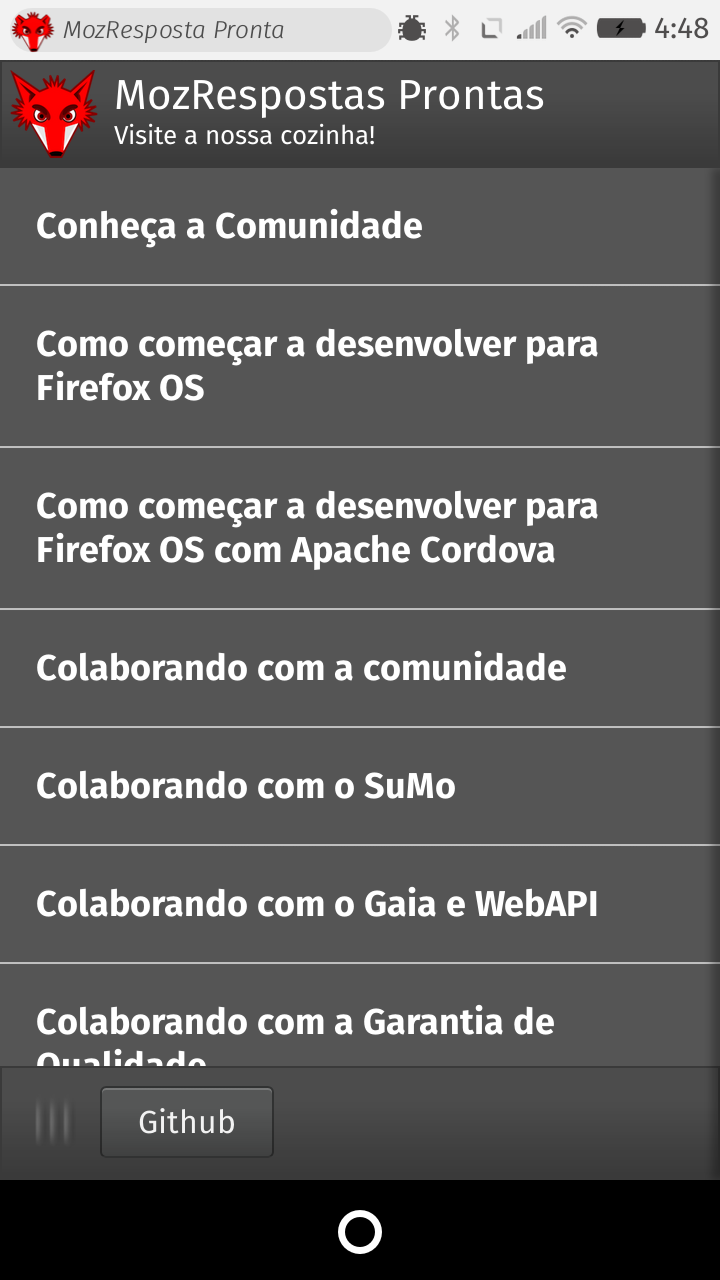 MozResposta Pronta
4:48
MozRespostas Prontas
Visite a nossa cozinha!
Conheça a Comunidade
Como começar a desenvolver para
Firefox OS
Como começar a desenvolver para
Firefox OS com Apache Cordova
Colaborando com a comunidade
Colaborando com o SuMo
Colaborando com o Gaia e WebAPI
Colaborando com a Garantia de
Qualidade
Github